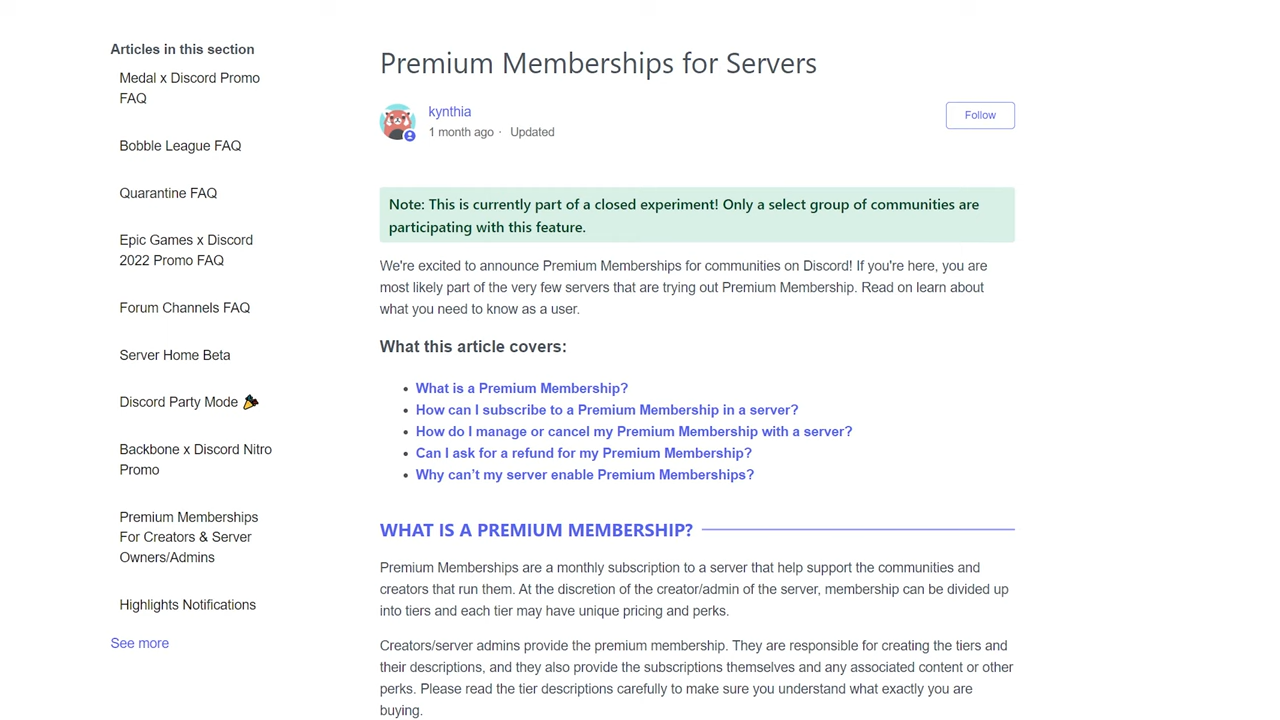 Articles in this section
Medal x Discord Promo
FAQ
Bobble League FAQ
Quarantine FAQ
Epic Games x Discord
2022 Promo FAQ
Forum Channels FAQ
Server Home Beta
Discord Party Mode 🎉
Backbone x Discord Nitro
Promo
Premium Memberships
For Creators & Server
Owners/Admins
Highlights Notifications
See more
Premium Memberships for Servers
kynthia
1 month ago · Updated
Follow
Note: This is currently part of a closed experiment! Only a select group of communities are
participating with this feature.
We're excited to announce Premium Memberships for communities on Discord! If you're here, you are
most likely part of the very few servers that are trying out Premium Membership. Read on learn about
what you need to know as a user.
What this article covers:
• What is a Premium Membership?
• How can I subscribe to a Premium Membership in a server?
• How do I manage or cancel my Premium Membership with a server?
• Can I ask for a refund for my Premium Membership?
• Why can’t my server enable Premium Memberships?
WHAT IS A PREMIUM MEMBERSHIP?
Premium Memberships are a monthly subscription to a server that help support the communities and
creators that run them. At the discretion of the creator/admin of the server, membership can be divided up
into tiers and each tier may have unique pricing and perks.
Creators/server admins provide the premium membership. They are responsible for creating the tiers and
their descriptions, and they also provide the subscriptions themselves and any associated content or other
perks. Please read the tier descriptions carefully to make sure you understand what exactly you are
buying.